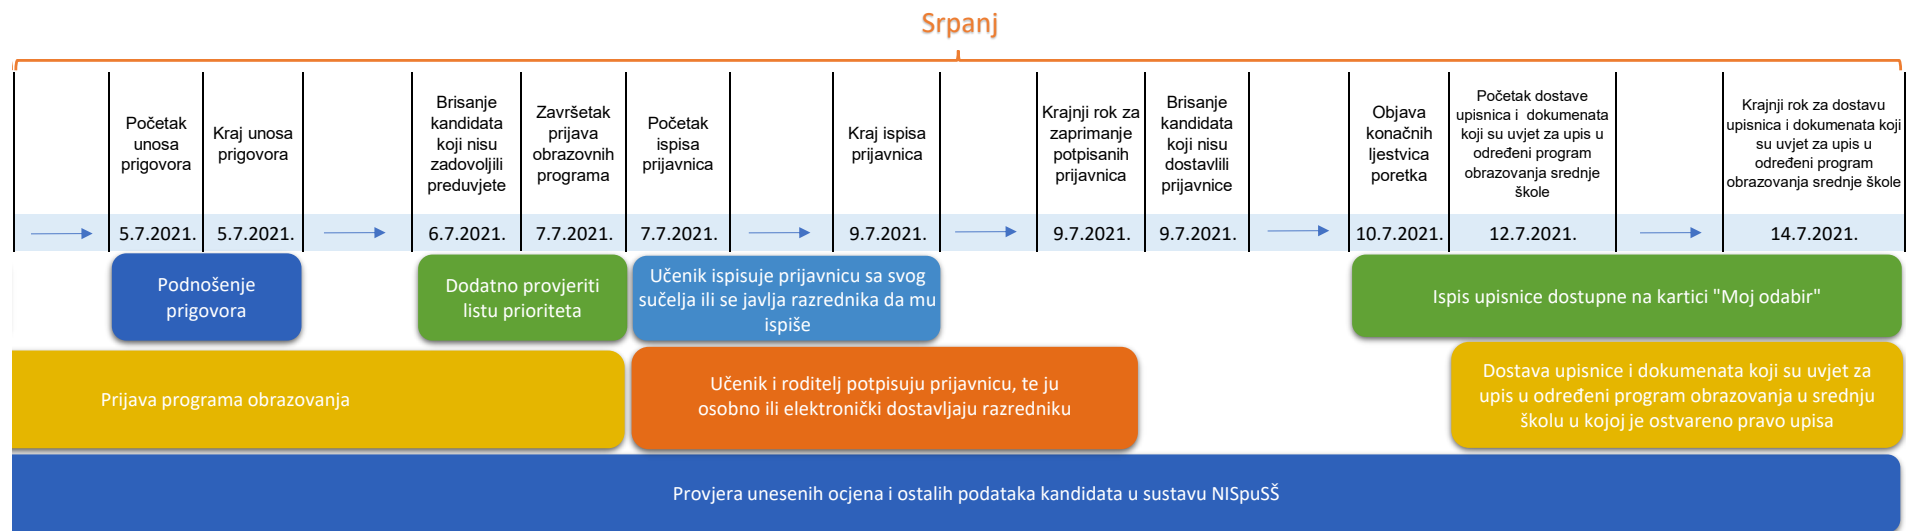 Srpanj
Početak
unosa
prigovora
Kraj unosa
prigovora
Brisanje
kandidata
koji nisu
zadovoljili
preduvjete
Završetak
prijava
obrazovnih
programa
Početak
ispisa
prijavnica
Kraj ispisa
prijavnica
Krajnji rok za
zaprimanje
potpisanih
prijavnica
Brisanje
kandidata
koji nisu
dostavlili
prijavnice
Objava
konačnih
ljestvica
poretka
Početak dostave
upisnica i dokumenata
koji su uvjet za upis u
određeni program
obrazovanja srednje
škole
Krajnji rok za dostavu
upisnica i dokumenata koji
su uvjet za upis u
određeni program
obrazovanja srednje škole
5.7.2021.
5.7.2021.
6.7.2021.
7.7.2021.
7.7.2021.
9.7.2021.
9.7.2021.
9.7.2021.
10.7.2021.
12.7.2021.
14.7.2021.
Podnošenje
prigovora
Dodatno provjeriti
listu prioriteta
Učenik ispisuje prijavnicu sa svog
sučelja ili se javlja razrednika da mu
ispiše
Ispis upisnice dostupne na kartici "Moj odabir"
Prijava programa obrazovanja
Učenik i roditelj potpisuju prijavnicu, te ju
osobno ili elektronički dostavljaju razredniku
Dostava upisnice i dokumenata koji su uvjet za
upis u određeni program obrazovanja u srednju
školu u kojoj je ostvareno pravo upisa
Provjera unesenih ocjena i ostalih podataka kandidata u sustavu NISpuSŠ